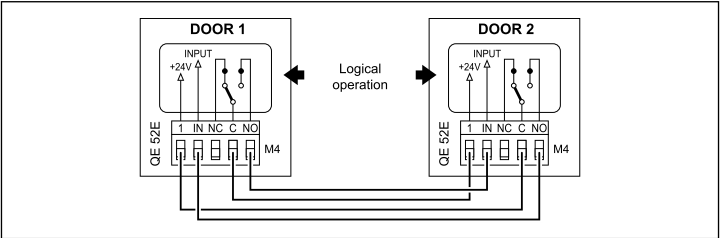 DOOR 1
INPUT
+24V
1 IN NC C NO
QE 52E
M4
Logical
operation
DOOR 2
INPUT
+24V
1 IN NC C NO
QE 52E
M4